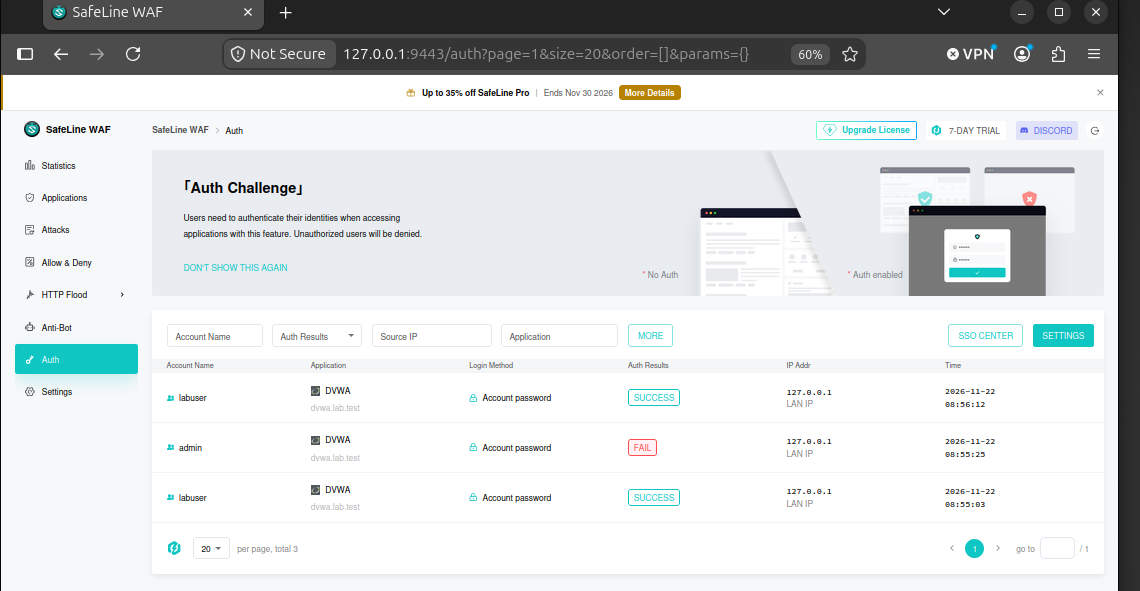 SafeLine WAF
Not Secure 127.0.0.1:9443/auth?page=1&size=20&order=[]&params={} 60% VPN
Up to 35% off SafeLine Pro | Ends Nov 30 2026 More Details
SafeLine WAF
SafeLine WAF > Auth
Upgrade License 7-DAY TRIAL DISCORD
Statistics
Applications
Attacks
Allow & Deny
HTTP Flood
Anti-Bot
Auth
Settings
「Auth Challenge」
Users need to authenticate their identities when accessing
applications with this feature. Unauthorized users will be denied.
DON'T SHOW THIS AGAIN
* No Auth
* Auth enabled
Account Name Auth Results Source IP Application MORE SSO CENTER SETTINGS
Account Name Application Login Method Auth Results IP Addr Time
labuser DVWA Account password SUCCESS 127.0.0.1 2026-11-22
dvwa.lab.test LAN IP 08:56:12
admin DVWA Account password FAIL 127.0.0.1 2026-11-22
dvwa.lab.test LAN IP 08:55:25
labuser DVWA Account password SUCCESS 127.0.0.1 2026-11-22
dvwa.lab.test LAN IP 08:55:03
20 per page, total 3 1 go to / 1